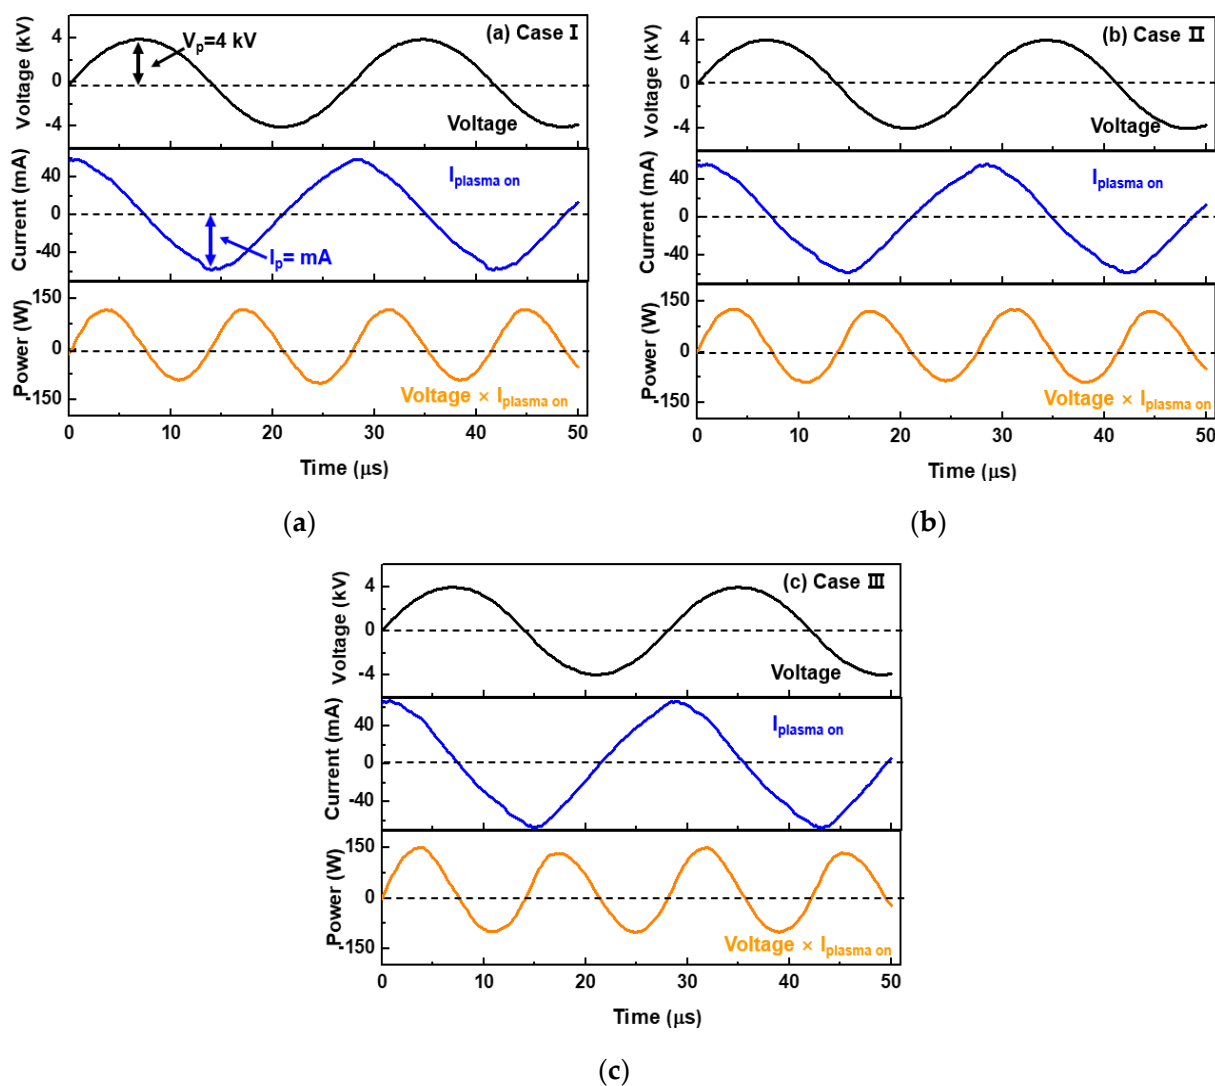 (a) Case Ⅰ
Vp=4 kV
Voltage (kV)
4
0
-4
Voltage
Current (mA)
40
0
-40
Iplasma on
Ip= mA
Power (W)
150
0
-150
Voltage × Iplasma on
0 10 20 30 40 50
Time (μs)
(a)
(b) Case Ⅱ
Voltage (kV)
4
0
-4
Voltage
Current (mA)
40
0
-40
Iplasma on
Power (W)
150
0
-150
Voltage × Iplasma on
0 10 20 30 40 50
Time (μs)
(b)
(c) Case Ⅲ
Voltage (kV)
4
0
-4
Voltage
Current (mA)
40
0
-40
Iplasma on
Power (W)
150
0
-150
Voltage × Iplasma on
0 10 20 30 40 50
Time (μs)
(c)